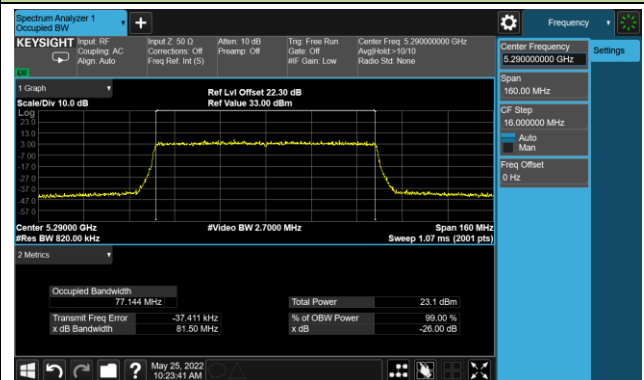 Spectrum Analyzer 1
Occupied BW
Frequency
KEYSIGHT
Input: RF
Coupling: AC
Align: Auto
Input Z: 50 Ω
Corrections: Off
Freq Ref: Int (S)
Atten: 10 dB
Preamp: Off
Trig: Free Run
Gate: Off
#IF Gain: Low
Center Freq: 5.290000000 GHz
Avg|Hold:>10/10
Radio Std: None
Center Frequency
5.290000000 GHz
Settings
Span
160.00 MHz
CF Step
16.000000 MHz
Auto
Man
Freq Offset
0 Hz
1 Graph
Scale/Div 10.0 dB
Ref Lvl Offset 22.30 dB
Ref Value 33.00 dBm
Log
23.0
13.0
3.00
-7.00
-17.0
-27.0
-37.0
-47.0
-57.0
Center 5.29000 GHz
#Res BW 820.00 kHz
#Video BW 2.7000 MHz
Span 160 MHz
Sweep 1.07 ms (2001 pts)
2 Metrics
Occupied Bandwidth
77.144 MHz
Total Power 23.1 dBm
Transmit Freq Error -37.411 kHz
% of OBW Power 99.00 %
x dB Bandwidth 81.50 MHz
x dB -26.00 dB
?
May 25, 2022
10:23:41 AM